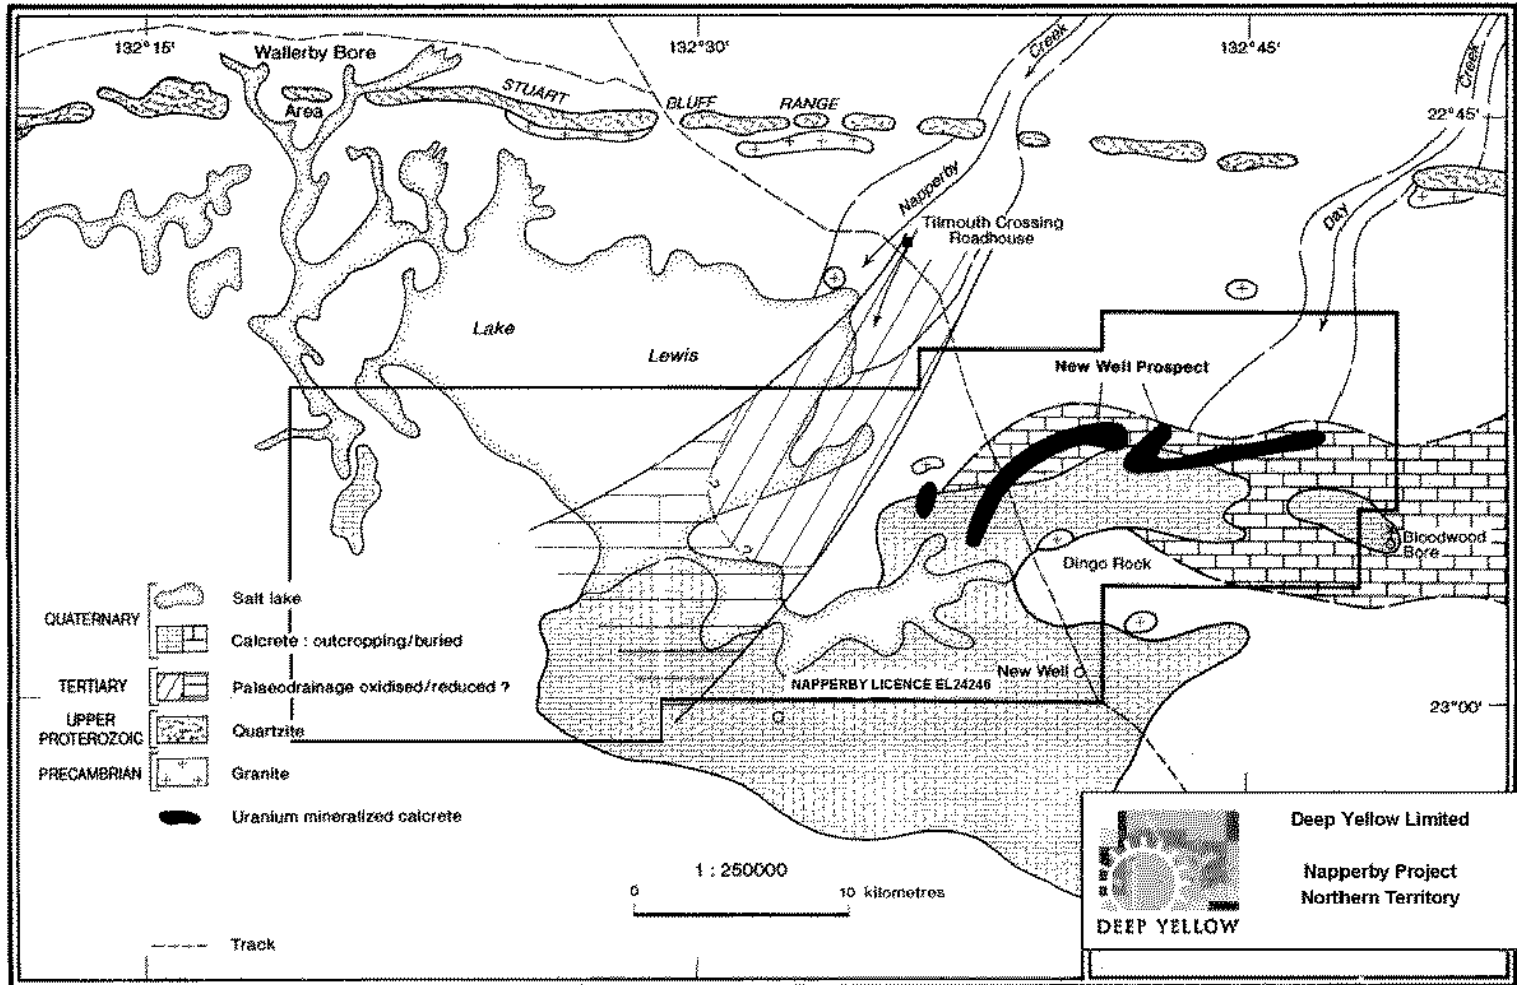 132°15'
132°30'
132°45'
Creek
Creek
Wallerby Bore
Area
STUART
BLUFF
RANGE
22°45'
Napperby
Day
Tilmouth Crossing
Roadhouse
Lake
Lewis
New Well Prospect
Bloodwood
Bore
Dingo Rock
New Well
NAPPERBY LICENCE EL24246
23°00'
QUATERNARY
Salt lake
Calcrete : outcropping/buried
TERTIARY
Palaeodrainage oxidised/reduced ?
UPPER
PROTEROZOIC
Quartzite
PRECAMBRIAN
Granite
Uranium mineralized calcrete
1 : 250000
0
10 kilometres
Track
Deep Yellow Limited
Napperby Project
Northern Territory
DEEP YELLOW